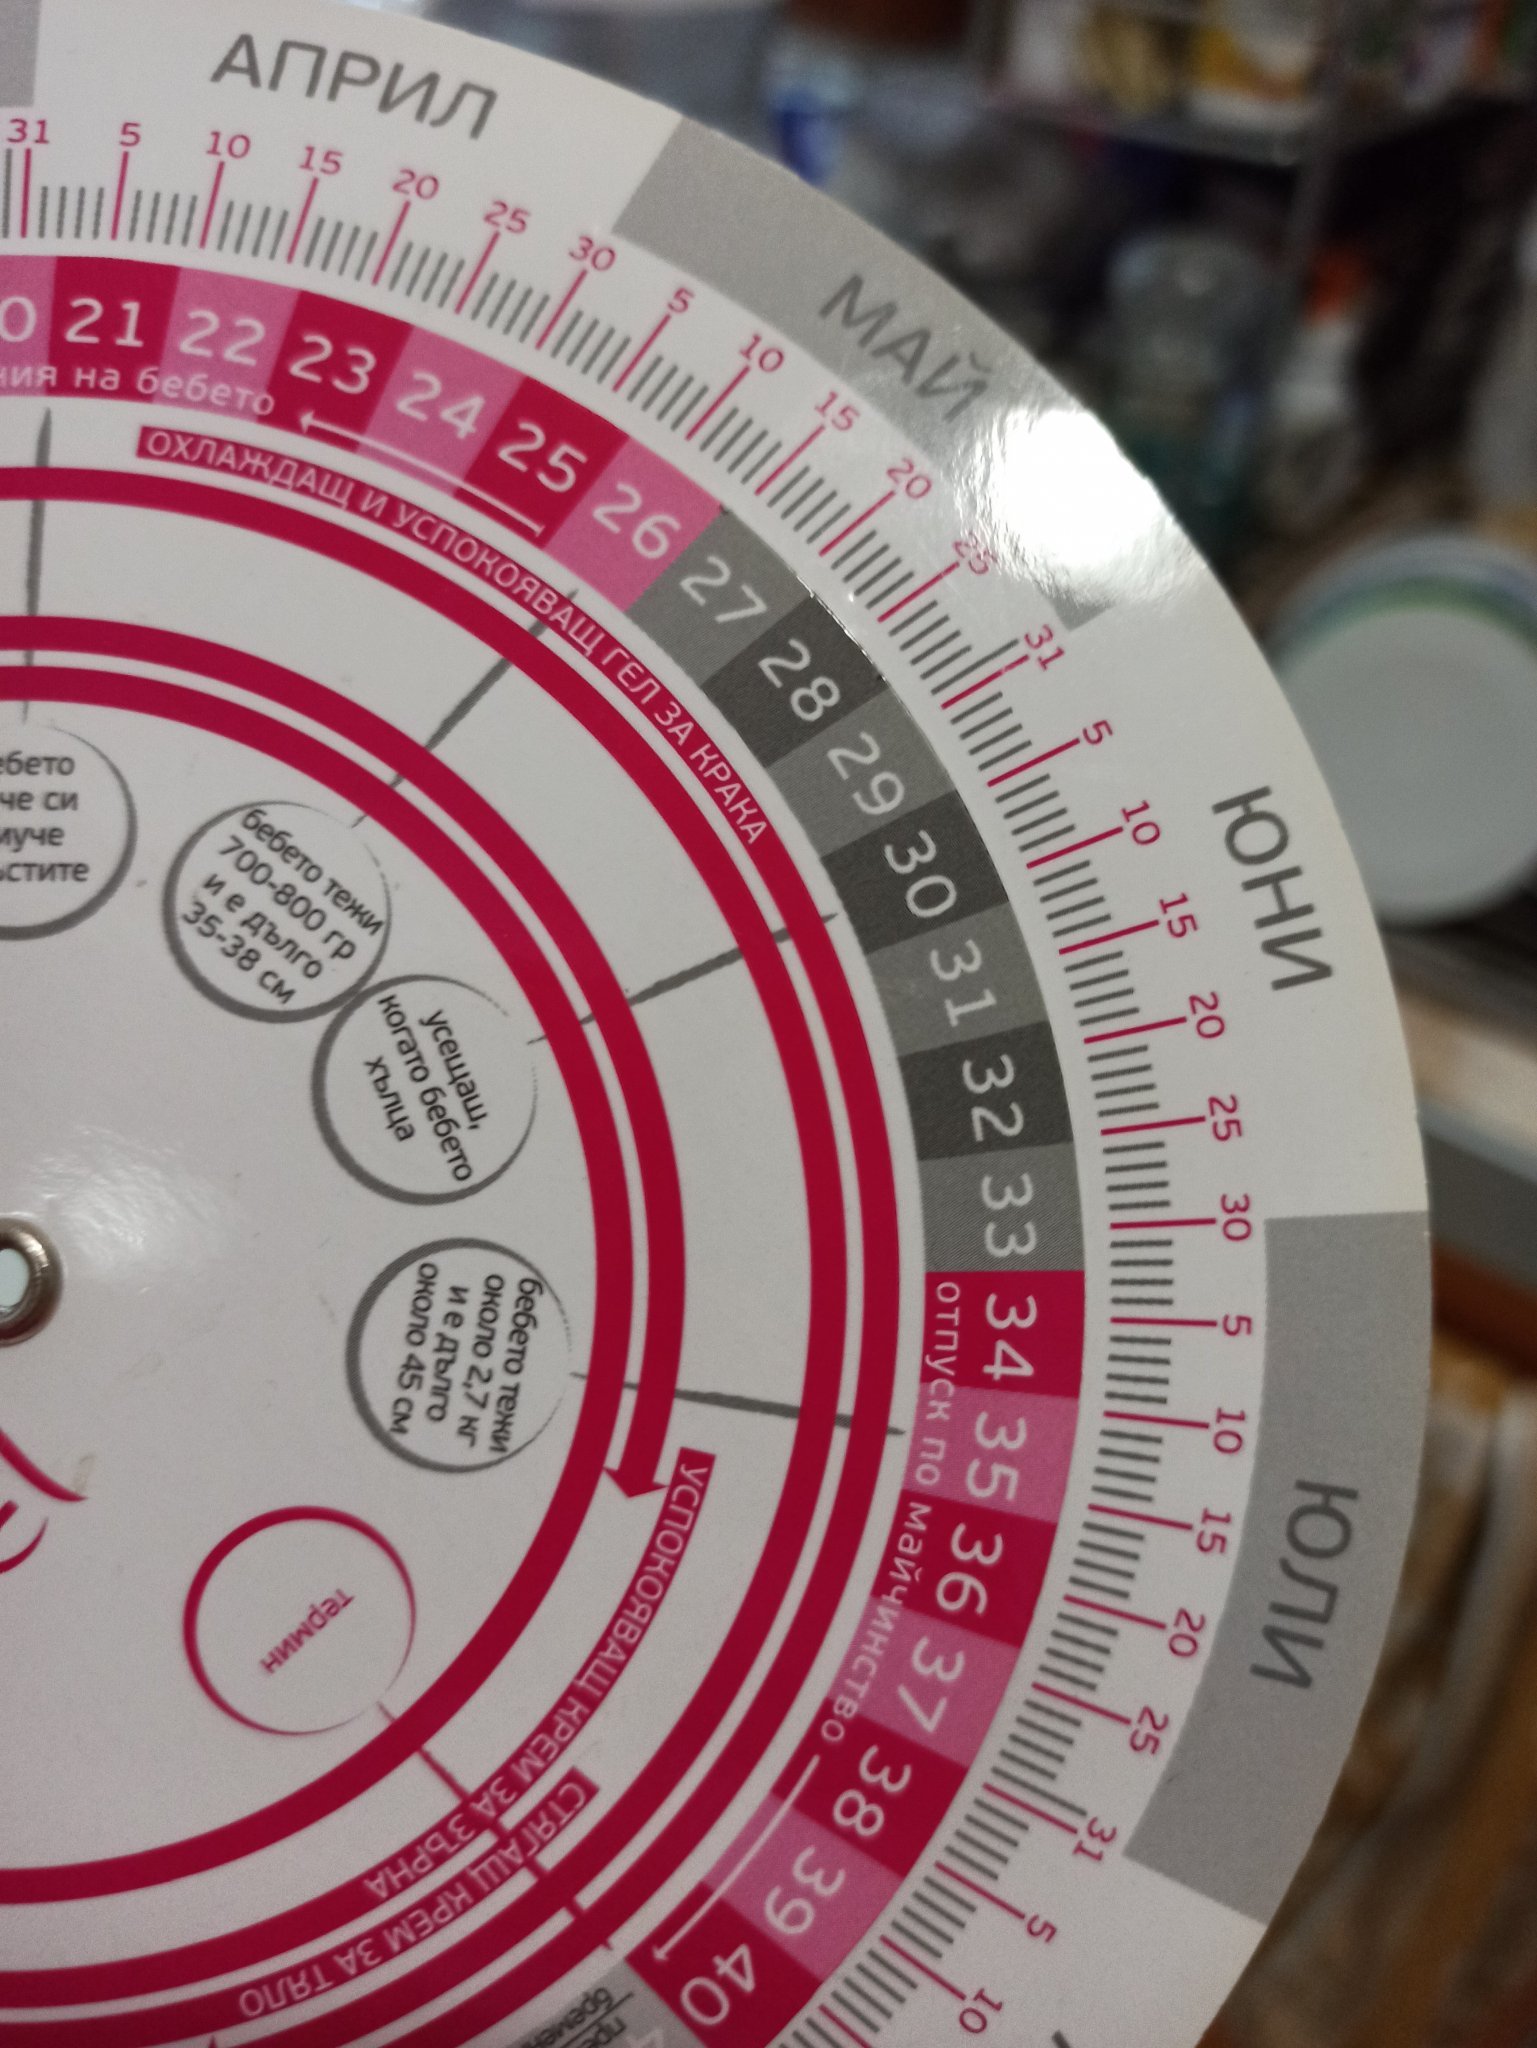 АПРИЛ
МАЙ
ЮНИ
ЮЛИ
31 5 10 15 20 25 30
5 10 15 20 25 31
5 10 15 20 25 30
5 10 15 20 25 31
5 10
21 22 23 24 25 26 27 28 29 30 31 32 33 34 35 36 37 38 39 40
на бебето
отпуск по майчинство
ОХЛАЖДАЩ И УСПОКОЯВАЩ ГЕЛ ЗА КРАКА
УСПОКОЯВАЩ КРЕМ ЗА ЗЪРНА
СТЯГАЩ КРЕМ ЗА ТЯЛО
че си
бебето тежи
700-800 гр
и е дълго
35-38 см
усещаш,
когато бебето
хълца
бебето тежи
около 2,7 кг
и е дълго
около 45 см
термин